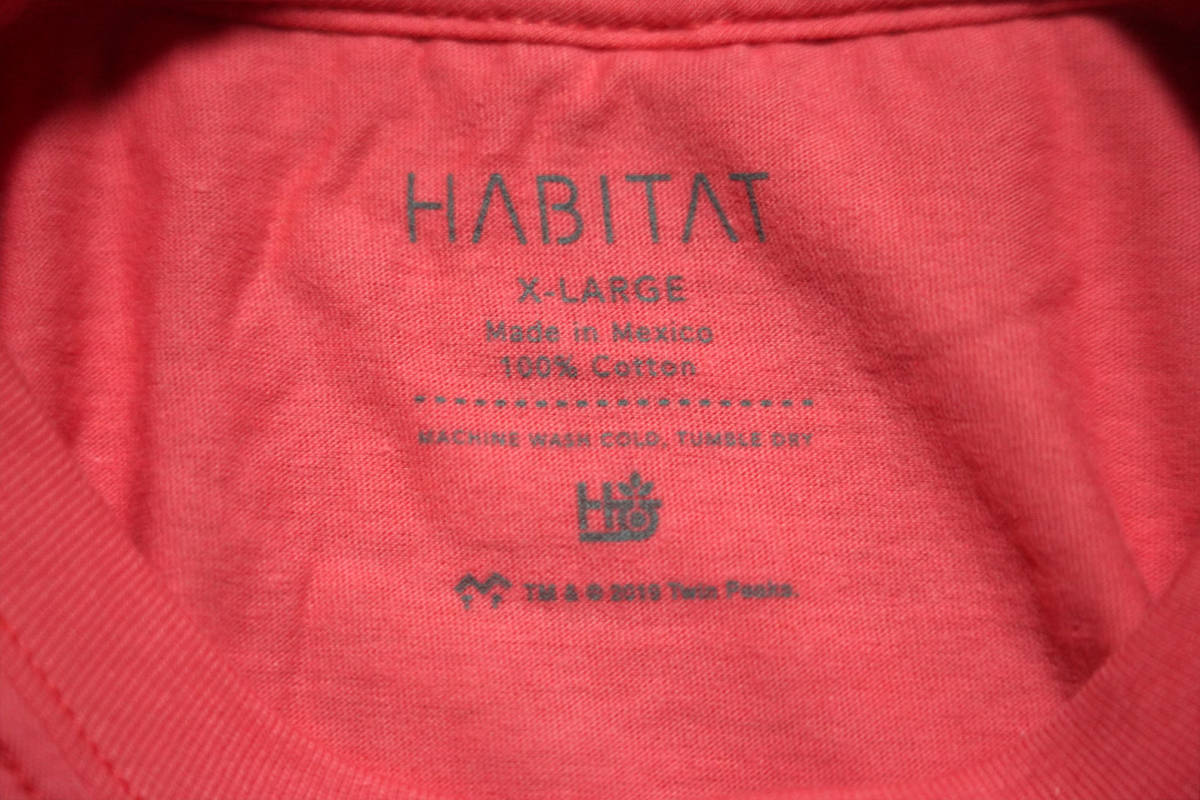 HABITAT
X-LARGE
Made in Mexico
100% Cotton
MACHINE WASH COLD, TUMBLE DRY
TM & © 2019 Twin Peaks.